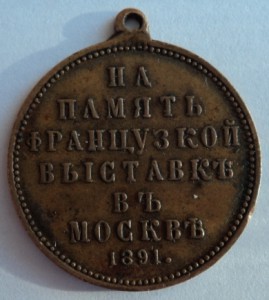 НА
ПАМЯТЬ
ФРАНЦУЗКОЙ
ВЫСТАВКѢ
ВЪ
МОСКВѢ
1891.